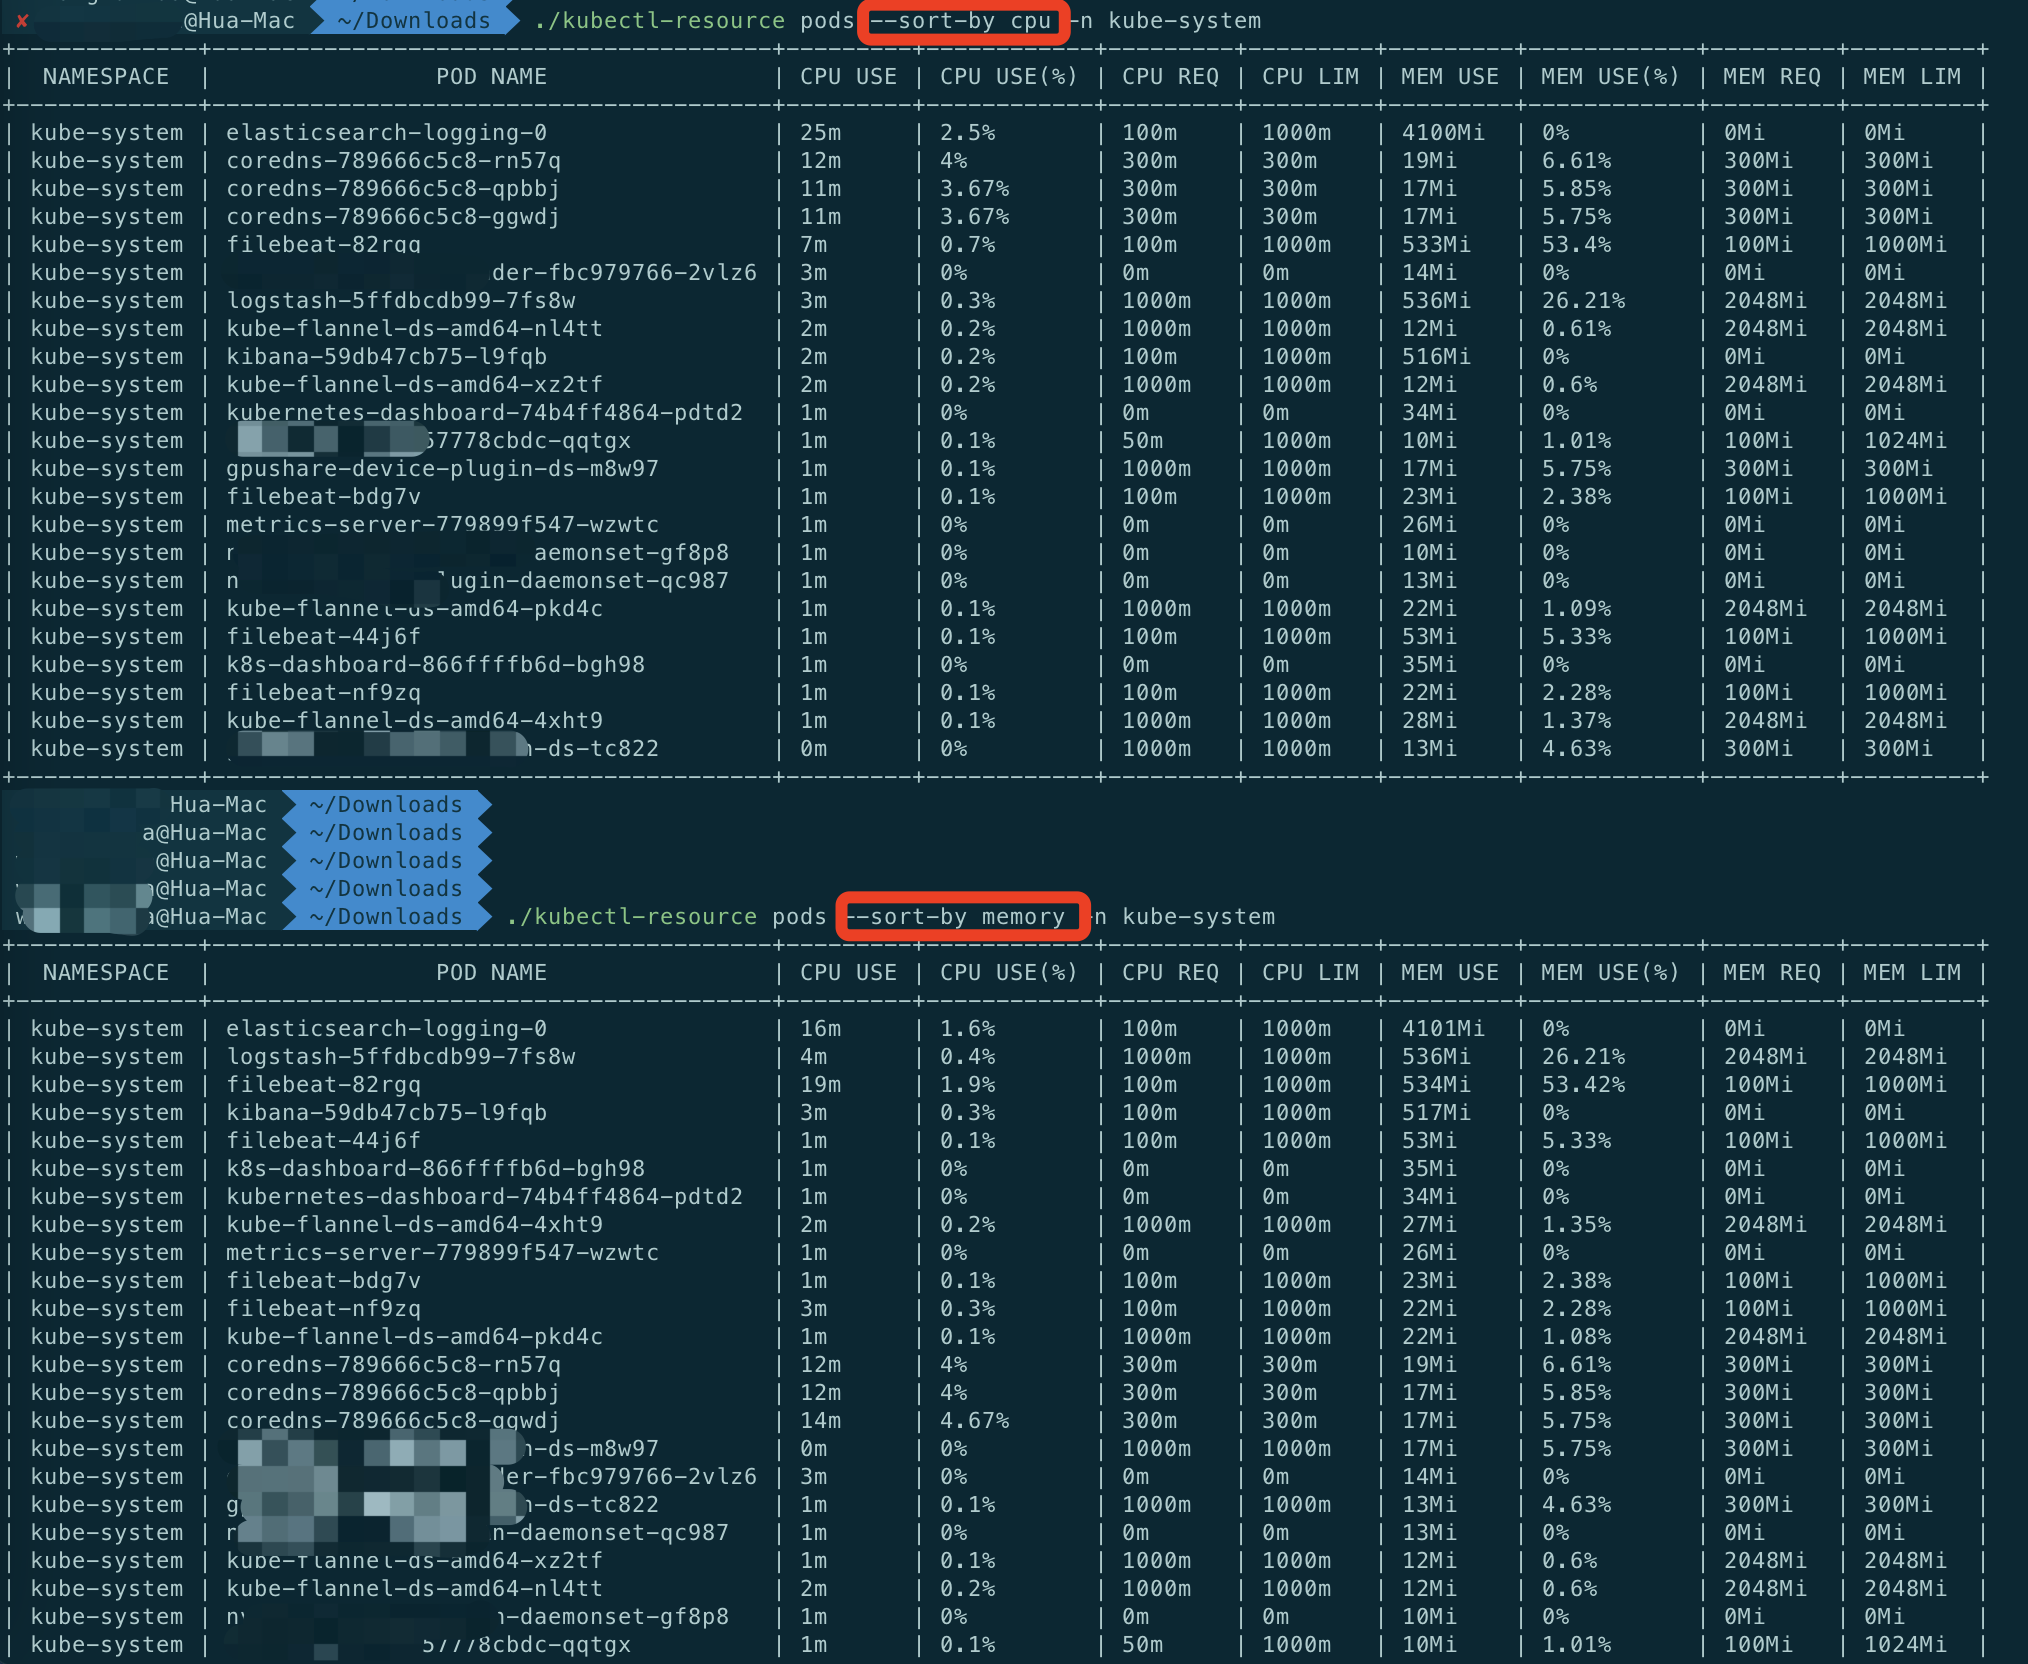 ✘ @Hua-Mac ~/Downloads ./kubectl-resource pods --sort-by cpu -n kube-system
| NAMESPACE | POD NAME | CPU USE | CPU USE(%) | CPU REQ | CPU LIM | MEM USE | MEM USE(%) | MEM REQ | MEM LIM |
| kube-system | elasticsearch-logging-0 | 25m | 2.5% | 100m | 1000m | 4100Mi | 0% | 0Mi | 0Mi |
| kube-system | coredns-789666c5c8-rn57q | 12m | 4% | 300m | 300m | 19Mi | 6.61% | 300Mi | 300Mi |
| kube-system | coredns-789666c5c8-qpbbj | 11m | 3.67% | 300m | 300m | 17Mi | 5.85% | 300Mi | 300Mi |
| kube-system | coredns-789666c5c8-ggwdj | 11m | 3.67% | 300m | 300m | 17Mi | 5.75% | 300Mi | 300Mi |
| kube-system | filebeat-82rgq | 7m | 0.7% | 100m | 1000m | 533Mi | 53.4% | 100Mi | 1000Mi |
| kube-system | der-fbc979766-2vlz6 | 3m | 0% | 0m | 0m | 14Mi | 0% | 0Mi | 0Mi |
| kube-system | logstash-5ffdbcdb99-7fs8w | 3m | 0.3% | 1000m | 1000m | 536Mi | 26.21% | 2048Mi | 2048Mi |
| kube-system | kube-flannel-ds-amd64-nl4tt | 2m | 0.2% | 1000m | 1000m | 12Mi | 0.61% | 2048Mi | 2048Mi |
| kube-system | kibana-59db47cb75-l9fqb | 2m | 0.2% | 100m | 1000m | 516Mi | 0% | 0Mi | 0Mi |
| kube-system | kube-flannel-ds-amd64-xz2tf | 2m | 0.2% | 1000m | 1000m | 12Mi | 0.6% | 2048Mi | 2048Mi |
| kube-system | kubernetes-dashboard-74b4ff4864-pdtd2 | 1m | 0% | 0m | 0m | 34Mi | 0% | 0Mi | 0Mi |
| kube-system | 57778cbdc-qqtgx | 1m | 0.1% | 50m | 1000m | 10Mi | 1.01% | 100Mi | 1024Mi |
| kube-system | gpushare-device-plugin-ds-m8w97 | 1m | 0.1% | 1000m | 1000m | 17Mi | 5.75% | 300Mi | 300Mi |
| kube-system | filebeat-bdg7v | 1m | 0.1% | 100m | 1000m | 23Mi | 2.38% | 100Mi | 1000Mi |
| kube-system | metrics-server-779899f547-wzwtc | 1m | 0% | 0m | 0m | 26Mi | 0% | 0Mi | 0Mi |
| kube-system | aemonset-gf8p8 | 1m | 0% | 0m | 0m | 10Mi | 0% | 0Mi | 0Mi |
| kube-system | n lugin-daemonset-qc987 | 1m | 0% | 0m | 0m | 13Mi | 0% | 0Mi | 0Mi |
| kube-system | kube-flannel-ds-amd64-pkd4c | 1m | 0.1% | 1000m | 1000m | 22Mi | 1.09% | 2048Mi | 2048Mi |
| kube-system | filebeat-44j6f | 1m | 0.1% | 100m | 1000m | 53Mi | 5.33% | 100Mi | 1000Mi |
| kube-system | k8s-dashboard-866ffffb6d-bgh98 | 1m | 0% | 0m | 0m | 35Mi | 0% | 0Mi | 0Mi |
| kube-system | filebeat-nf9zq | 1m | 0.1% | 100m | 1000m | 22Mi | 2.28% | 100Mi | 1000Mi |
| kube-system | kube-flannel-ds-amd64-4xht9 | 1m | 0.1% | 1000m | 1000m | 28Mi | 1.37% | 2048Mi | 2048Mi |
| kube-system | -ds-tc822 | 0m | 0% | 1000m | 1000m | 13Mi | 4.63% | 300Mi | 300Mi |
Hua-Mac ~/Downloads
a@Hua-Mac ~/Downloads
@Hua-Mac ~/Downloads
@Hua-Mac ~/Downloads
a@Hua-Mac ~/Downloads ./kubectl-resource pods --sort-by memory -n kube-system
| NAMESPACE | POD NAME | CPU USE | CPU USE(%) | CPU REQ | CPU LIM | MEM USE | MEM USE(%) | MEM REQ | MEM LIM |
| kube-system | elasticsearch-logging-0 | 16m | 1.6% | 100m | 1000m | 4101Mi | 0% | 0Mi | 0Mi |
| kube-system | logstash-5ffdbcdb99-7fs8w | 4m | 0.4% | 1000m | 1000m | 536Mi | 26.21% | 2048Mi | 2048Mi |
| kube-system | filebeat-82rgq | 19m | 1.9% | 100m | 1000m | 534Mi | 53.42% | 100Mi | 1000Mi |
| kube-system | kibana-59db47cb75-l9fqb | 3m | 0.3% | 100m | 1000m | 517Mi | 0% | 0Mi | 0Mi |
| kube-system | filebeat-44j6f | 1m | 0.1% | 100m | 1000m | 53Mi | 5.33% | 100Mi | 1000Mi |
| kube-system | k8s-dashboard-866ffffb6d-bgh98 | 1m | 0% | 0m | 0m | 35Mi | 0% | 0Mi | 0Mi |
| kube-system | kubernetes-dashboard-74b4ff4864-pdtd2 | 1m | 0% | 0m | 0m | 34Mi | 0% | 0Mi | 0Mi |
| kube-system | kube-flannel-ds-amd64-4xht9 | 2m | 0.2% | 1000m | 1000m | 27Mi | 1.35% | 2048Mi | 2048Mi |
| kube-system | metrics-server-779899f547-wzwtc | 1m | 0% | 0m | 0m | 26Mi | 0% | 0Mi | 0Mi |
| kube-system | filebeat-bdg7v | 1m | 0.1% | 100m | 1000m | 23Mi | 2.38% | 100Mi | 1000Mi |
| kube-system | filebeat-nf9zq | 3m | 0.3% | 100m | 1000m | 22Mi | 2.28% | 100Mi | 1000Mi |
| kube-system | kube-flannel-ds-amd64-pkd4c | 1m | 0.1% | 1000m | 1000m | 22Mi | 1.08% | 2048Mi | 2048Mi |
| kube-system | coredns-789666c5c8-rn57q | 12m | 4% | 300m | 300m | 19Mi | 6.61% | 300Mi | 300Mi |
| kube-system | coredns-789666c5c8-qpbbj | 12m | 4% | 300m | 300m | 17Mi | 5.85% | 300Mi | 300Mi |
| kube-system | coredns-789666c5c8-ggwdj | 14m | 4.67% | 300m | 300m | 17Mi | 5.75% | 300Mi | 300Mi |
| kube-system | -ds-m8w97 | 0m | 0% | 1000m | 1000m | 17Mi | 5.75% | 300Mi | 300Mi |
| kube-system | der-fbc979766-2vlz6 | 3m | 0% | 0m | 0m | 14Mi | 0% | 0Mi | 0Mi |
| kube-system | g -ds-tc822 | 1m | 0.1% | 1000m | 1000m | 13Mi | 4.63% | 300Mi | 300Mi |
| kube-system | n-daemonset-qc987 | 1m | 0% | 0m | 0m | 13Mi | 0% | 0Mi | 0Mi |
| kube-system | kube-flannel-ds-amd64-xz2tf | 1m | 0.1% | 1000m | 1000m | 12Mi | 0.6% | 2048Mi | 2048Mi |
| kube-system | kube-flannel-ds-amd64-nl4tt | 2m | 0.2% | 1000m | 1000m | 12Mi | 0.6% | 2048Mi | 2048Mi |
| kube-system | n -daemonset-gf8p8 | 1m | 0% | 0m | 0m | 10Mi | 0% | 0Mi | 0Mi |
| kube-system | 57778cbdc-qqtgx | 1m | 0.1% | 50m | 1000m | 10Mi | 1.01% | 100Mi | 1024Mi |